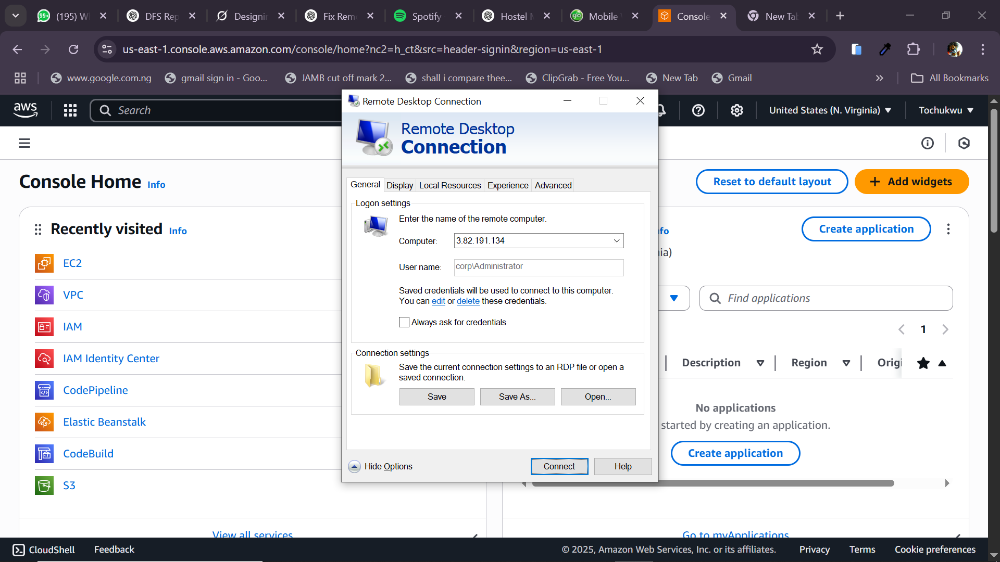 (195) W
DFS Rep
Designin
Fix Rem
Spotify
Hostel M
Mobile
Console
New Tab
us-east-1.console.aws.amazon.com/console/home?nc2=h_ct&src=header-signin&region=us-east-1
www.google.com.ng
gmail sign in - Goo...
JAMB cut off mark 2...
shall i compare thee...
ClipGrab - Free You...
New Tab
Gmail
All Bookmarks
aws
Search
United States (N. Virginia)
Tochukwu
Console Home Info
Reset to default layout
+ Add widgets
Recently visited Info
EC2
VPC
IAM
IAM Identity Center
CodePipeline
Elastic Beanstalk
CodeBuild
S3
View all services
Remote Desktop Connection
Remote Desktop
Connection
General
Display
Local Resources
Experience
Advanced
Logon settings
Enter the name of the remote computer.
Computer:
3.82.191.134
User name:
corp\Administrator
Saved credentials will be used to connect to this computer.
You can edit or delete these credentials.
Always ask for credentials
Connection settings
Save the current connection settings to an RDP file or open a
saved connection.
Save
Save As...
Open...
Hide Options
Connect
Help
nfo
Create application
nia)
Find applications
1
Description
Region
Origi
No applications
started by creating an application.
Create application
Go to myApplications
CloudShell
Feedback
© 2025, Amazon Web Services, Inc. or its affiliates.
Privacy
Terms
Cookie preferences